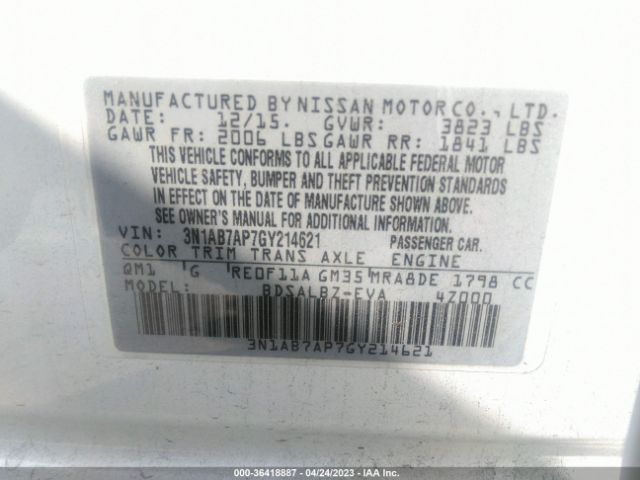 MANUFACTURED BY NISSAN MOTOR CO., LTD.
DATE: 12/15. GVWR: 3823 LBS
GAWR FR: 2006 LBS GAWR RR: 1841 LBS
THIS VEHICLE CONFORMS TO ALL APPLICABLE FEDERAL MOTOR
VEHICLE SAFETY, BUMPER AND THEFT PREVENTION STANDARDS
IN EFFECT ON THE DATE OF MANUFACTURE SHOWN ABOVE.
SEE OWNER'S MANUAL FOR ADDITIONAL INFORMATION.
VIN: 3N1AB7AP7GY214621 PASSENGER CAR.
COLOR TRIM TRANS AXLE ENGINE
QM1 G RE0F11A GM35 MRA8DE 1798 CC
MODEL: BDSALBZ-EVA 4Z000
3N1AB7AP7GY214621
000-36418887 - 04/24/2023 - IAA Inc.